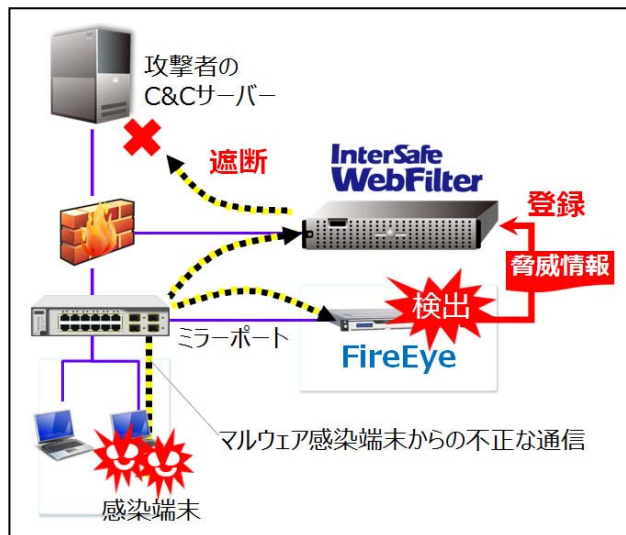 攻撃者の
C&Cサーバー
遮断
InterSafe
WebFilter
登録
脅威情報
検出
ミラーポート
FireEye
マルウェア感染端末からの不正な通信
感染端末